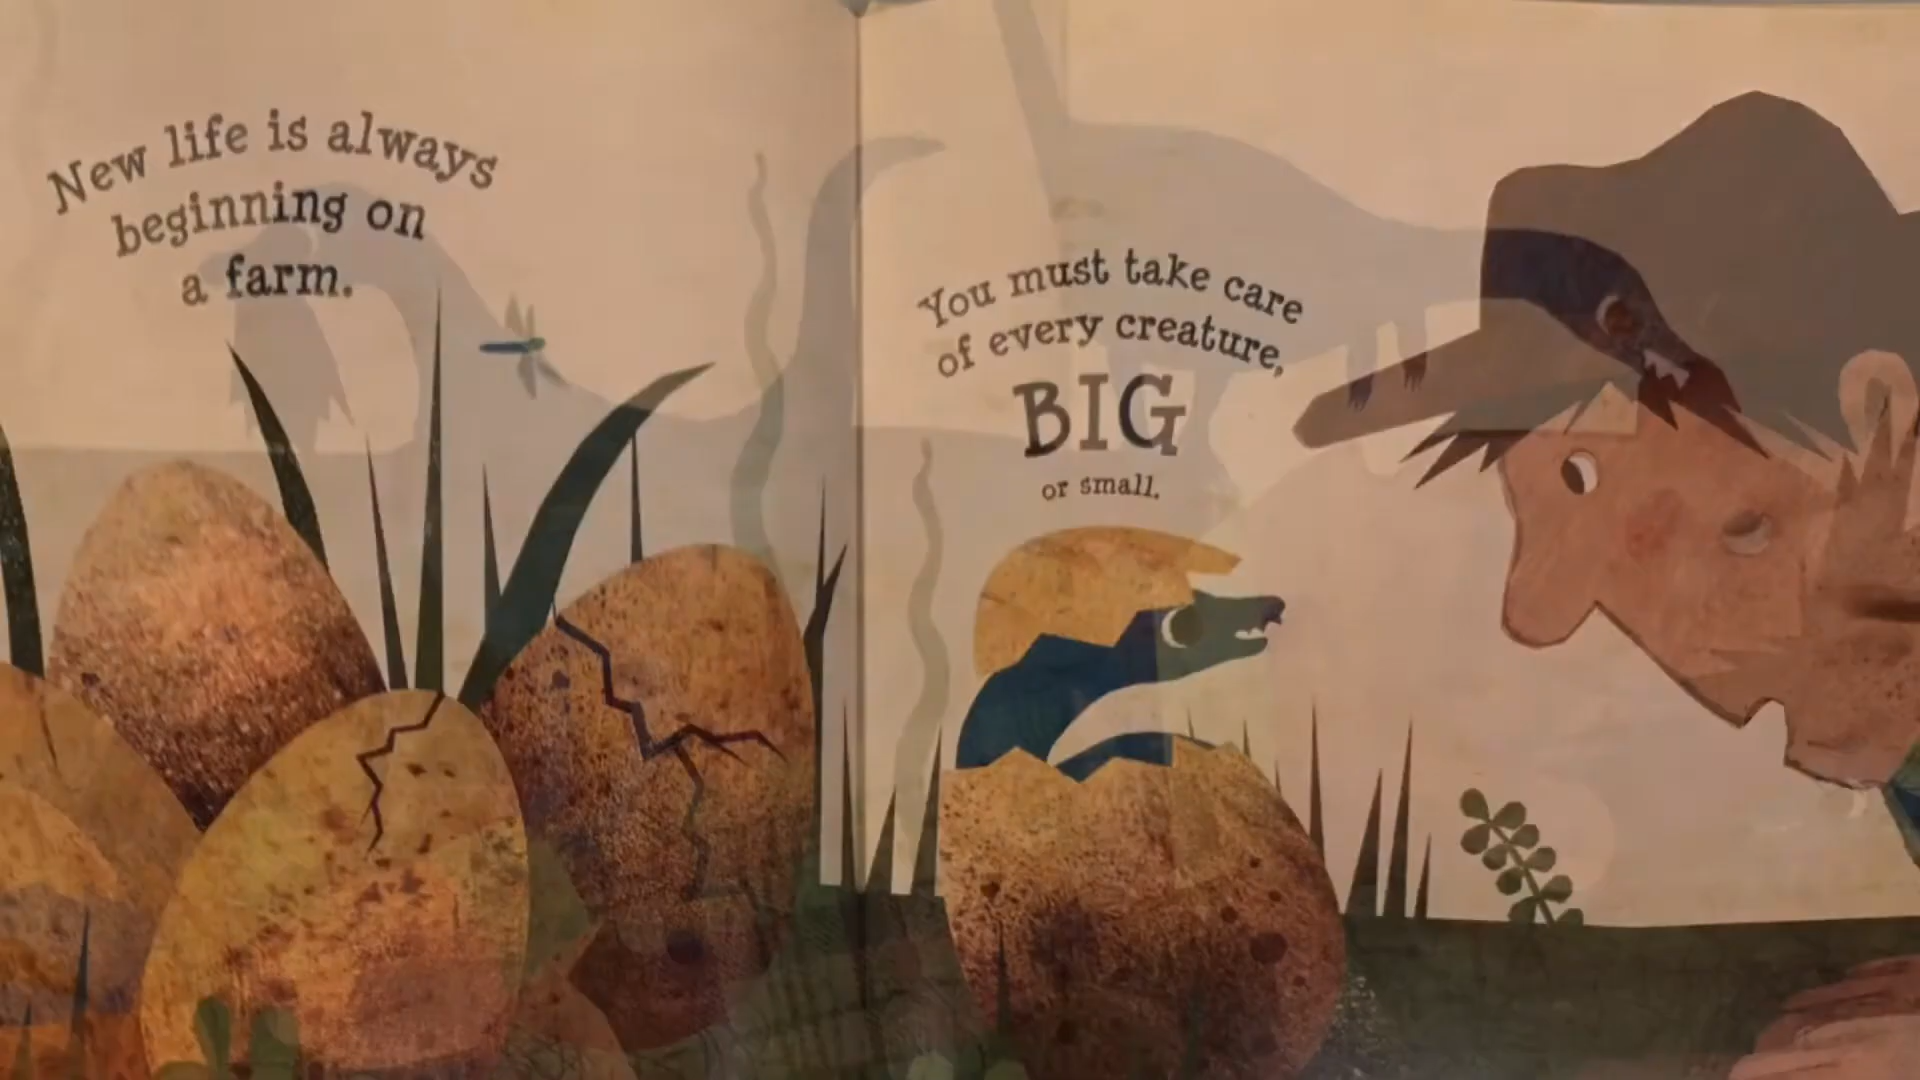 New life is always
beginning on
a farm.
You must take care
of every creature,
BIG
or small.